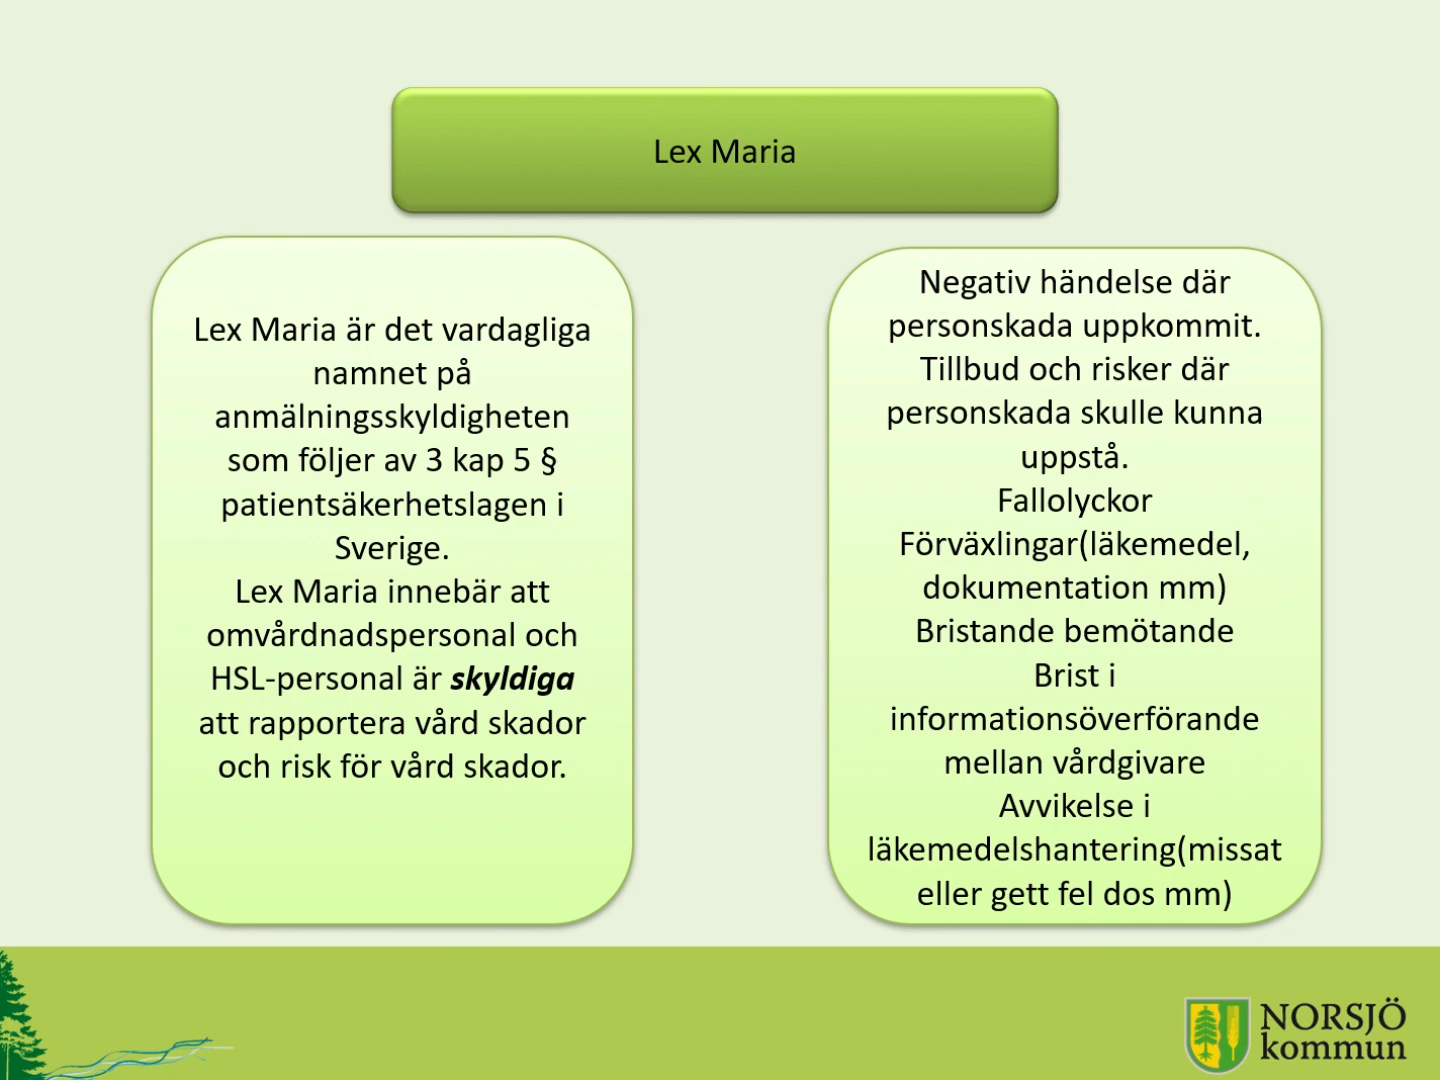 Lex Maria
Lex Maria är det vardagliga
namnet på
anmälningsskyldigheten
som följer av 3 kap 5 §
patientsäkerhetslagen i
Sverige.
Lex Maria innebär att
omvårdnadspersonal och
HSL-personal är skyldiga
att rapportera vård skador
och risk för vård skador.
Negativ händelse där
personskada uppkommit.
Tillbud och risker där
personskada skulle kunna
uppstå.
Fallolyckor
Förväxlingar(läkemedel,
dokumentation mm)
Bristande bemötande
Brist i
informationsöverförande
mellan vårdgivare
Avvikelse i
läkemedelshantering(missat
eller gett fel dos mm)
NORSJÖ
kommun